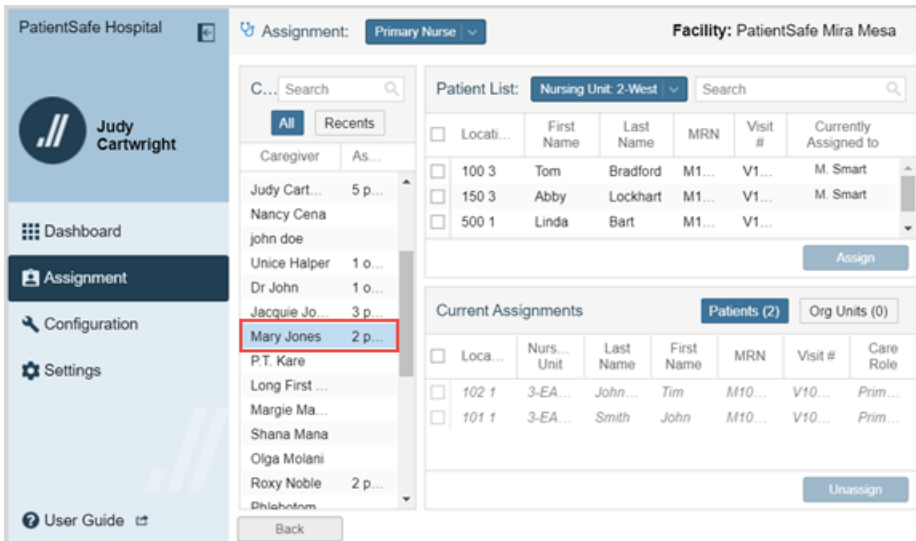 PatientSafe Hospital
Judy
Cartwright
Dashboard
Assignment
Configuration
Settings
User Guide
Assignment: Primary Nurse
Facility: PatientSafe Mira Mesa
C... Search
All Recents
Caregiver As...
Judy Cart... 5 p...
Nancy Cena
john doe
Unice Halper 1 o...
Dr John 1 o...
Jacquie Jo... 3 p...
Mary Jones 2 p...
P.T. Kare
Long First ...
Margie Ma...
Shana Mana
Olga Molani
Roxy Noble 2 p...
Phlebotom
Back
Patient List: Nursing Unit: 2-West Search
Locati... First Name Last Name MRN Visit # Currently Assigned to
100 3 Tom Bradford M1... V1... M. Smart
150 3 Abby Lockhart M1... V1... M. Smart
500 1 Linda Bart M1... V1...
Assign
Current Assignments Patients (2) Org Units (0)
Loca... Nurs... Unit Last Name First Name MRN Visit # Care Role
102 1 3-EA... John... Tim M10... V10... Prim...
101 1 3-EA... Smith John M10... V10... Prim...
Unassign